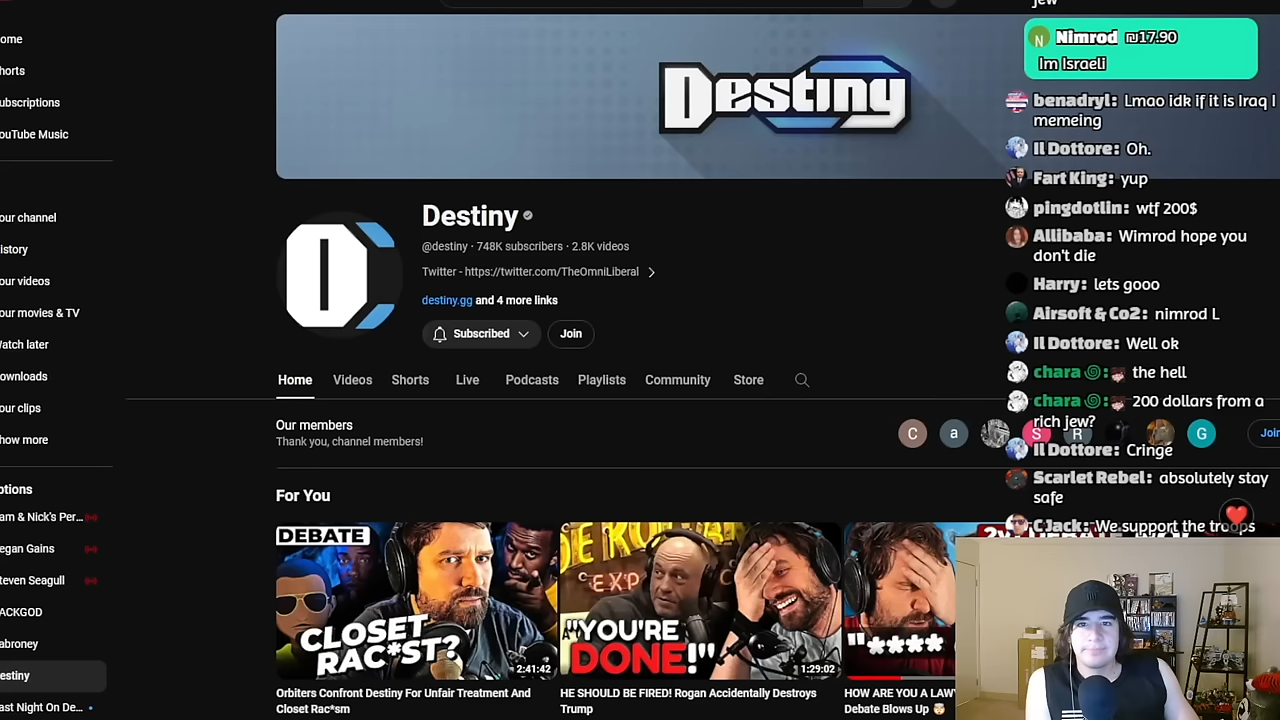 ome
horts
ubscriptions
ouTube Music
our channel
istory
our videos
our movies & TV
Vatch later
ownloads
our clips
how more
ptions
am & Nick's Per...
egan Gains
teven Seagull
ACKGOD
abroney
estiny
ast Night On De...
Destiny
Destiny
@destiny · 748K subscribers · 2.8K videos
Twitter - https://twitter.com/TheOmniLiberal
destiny.gg and 4 more links
Subscribed
Join
Home Videos Shorts Live Podcasts Playlists Community Store
Our members
Thank you, channel members!
C a S R G
Join
For You
DEBATE
CLOSET
RAC*ST?
2:41:42
Orbiters Confront Destiny For Unfair Treatment And
Closet Rac*sm
EXP
"YOU'RE
DONE!"
1:29:02
HE SHOULD BE FIRED! Rogan Accidentally Destroys
Trump
"****
HOW ARE YOU A LAW
Debate Blows Up
jew
N Nimrod ₪17.90
Im Israeli
benadryl: Lmao idk if it is Iraq I
memeing
Il Dottore: Oh.
Fart King: yup
pingdotlin: wtf 200$
Allibaba: Wimrod hope you
don't die
Harry: lets gooo
Airsoft & Co2: nimrod L
Il Dottore: Well ok
chara: the hell
chara: 200 dollars from a
rich jew?
Il Dottore: Cringe
Scarlet Rebel: absolutely stay
safe
C Jack: We support the troops